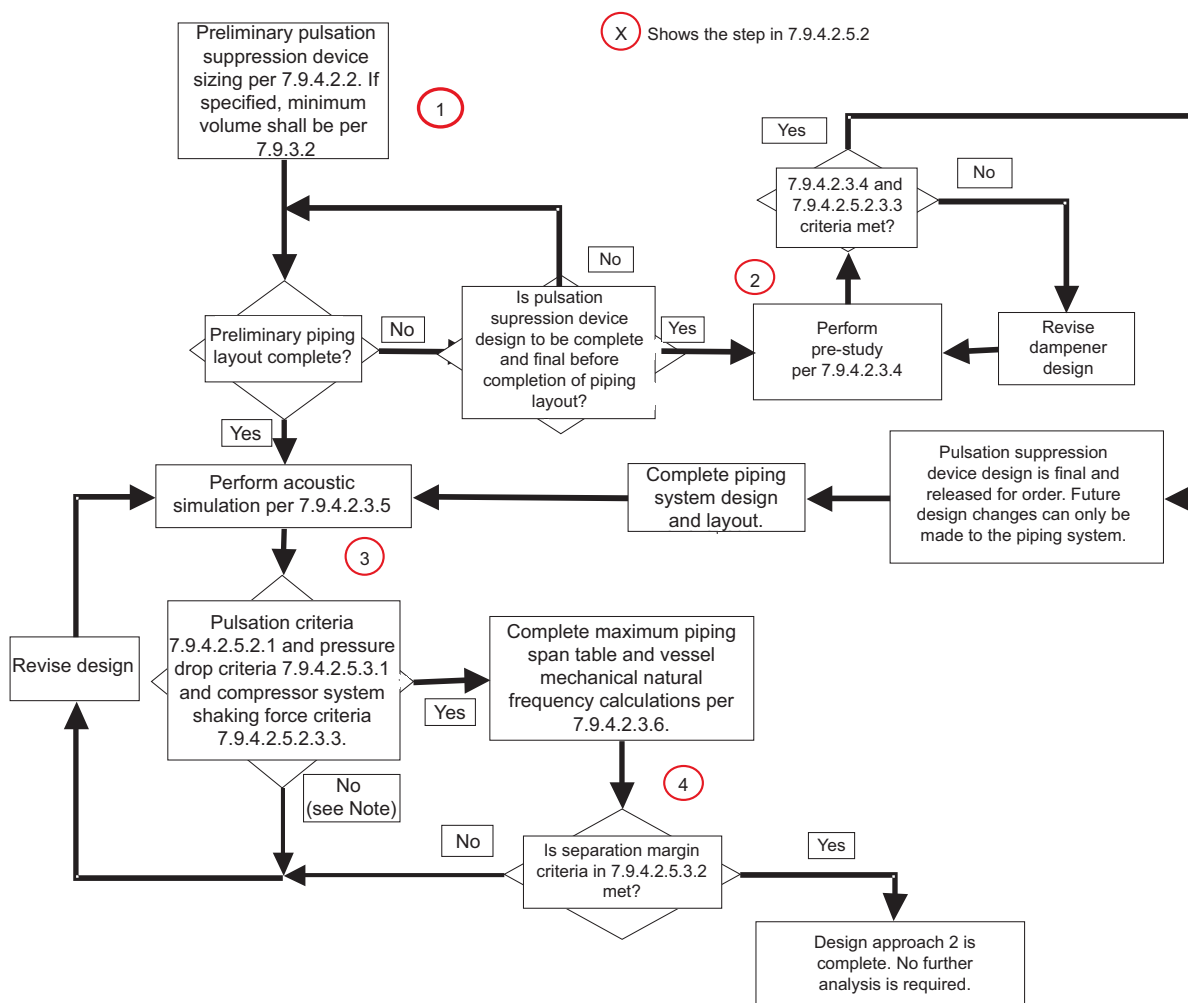 Preliminary pulsation
suppression device
sizing per 7.9.4.2.2. If
specified, minimum
volume shall be per
7.9.3.2
1
X
Shows the step in 7.9.4.2.5.2
Yes
7.9.4.2.3.4 and
7.9.4.2.5.2.3.3
criteria met?
No
No
2
Preliminary piping
layout complete?
No
Is pulsation
supression device
design to be complete
and final before
completion of piping
layout?
Yes
Perform
pre-study
per 7.9.4.2.3.4
Revise
dampener
design
Yes
Perform acoustic
simulation per 7.9.4.2.3.5
Complete piping
system design
and layout.
Pulsation suppression
device design is final and
released for order. Future
design changes can only be
made to the piping system.
3
Revise design
Pulsation criteria
7.9.4.2.5.2.1 and pressure
drop criteria 7.9.4.2.5.3.1
and compressor system
shaking force criteria
7.9.4.2.5.2.3.3.
Yes
Complete maximum piping
span table and vessel
mechanical natural
frequency calculations per
7.9.4.2.3.6.
No
(see Note)
4
No
Is separation margin
criteria in 7.9.4.2.5.3.2
met?
Yes
Design approach 2 is
complete. No further
analysis is required.